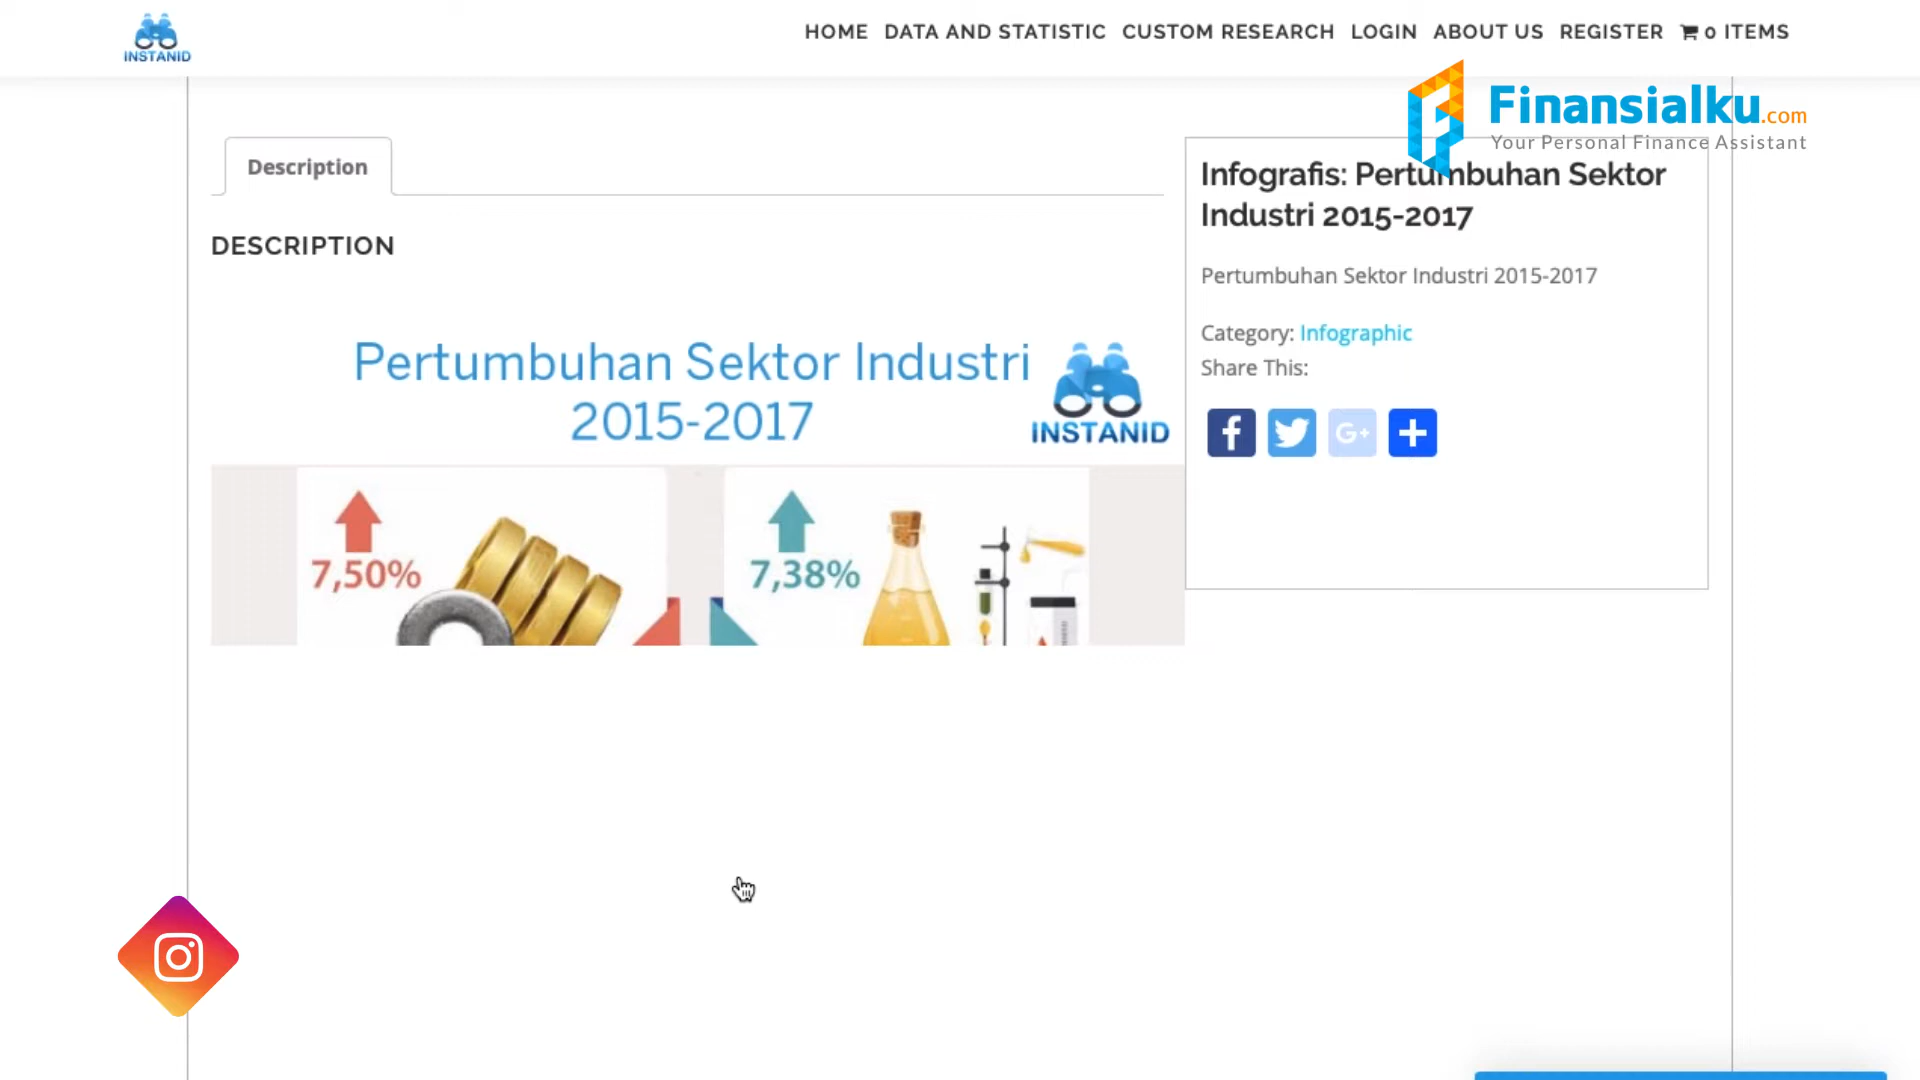 INSTANID
HOME DATA AND STATISTIC CUSTOM RESEARCH LOGIN ABOUT US REGISTER 0 ITEMS
Finansialku.com
Your Personal Finance Assistant
Description
DESCRIPTION
Pertumbuhan Sektor Industri
2015-2017
INSTANID
7,50%
7,38%
Infografis: Pertumbuhan Sektor
Industri 2015-2017
Pertumbuhan Sektor Industri 2015-2017
Category: Infographic
Share This:
G+